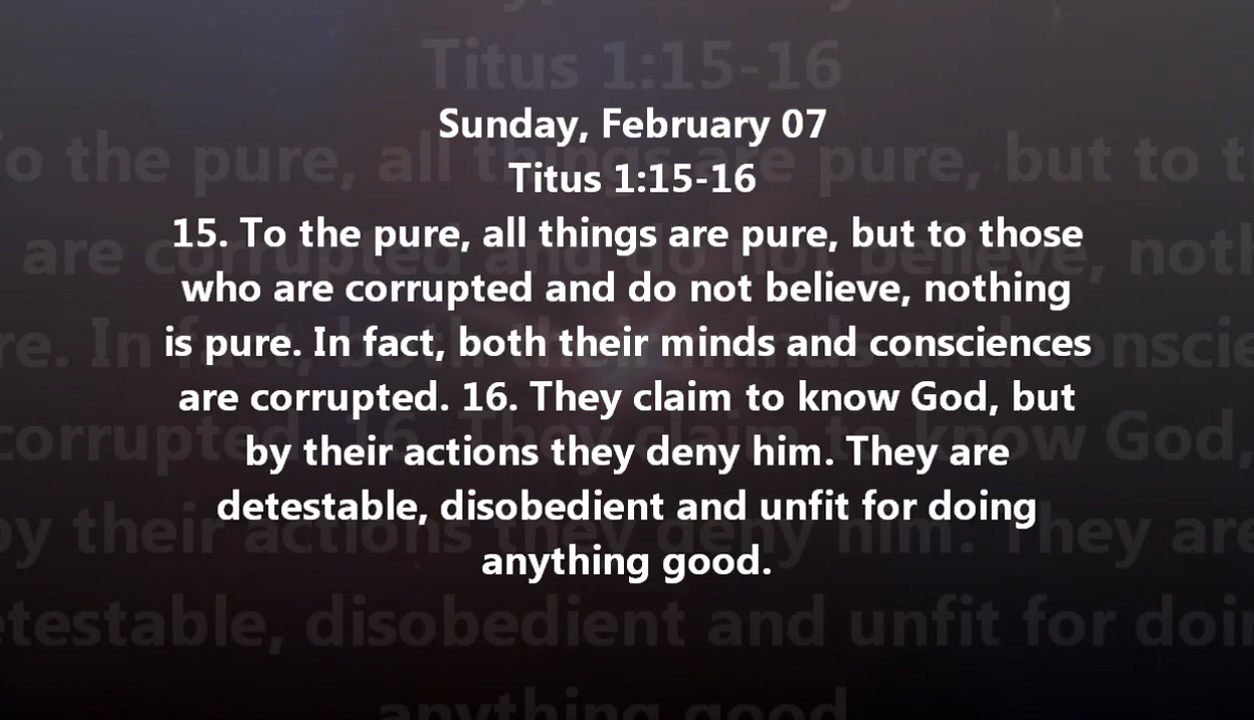 Sunday, February 07
Titus 1:15-16
15. To the pure, all things are pure, but to those
who are corrupted and do not believe, nothing
is pure. In fact, both their minds and consciences
are corrupted. 16. They claim to know God, but
by their actions they deny him. They are
detestable, disobedient and unfit for doing
anything good.